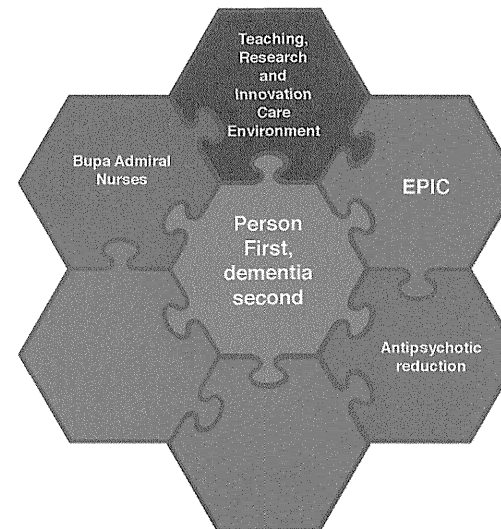 Teaching,
Research
and
Innovation
Care
Environment
Bupa Admiral
Nurses
EPIC
Person
First,
dementia
second
Antipsychotic
reduction